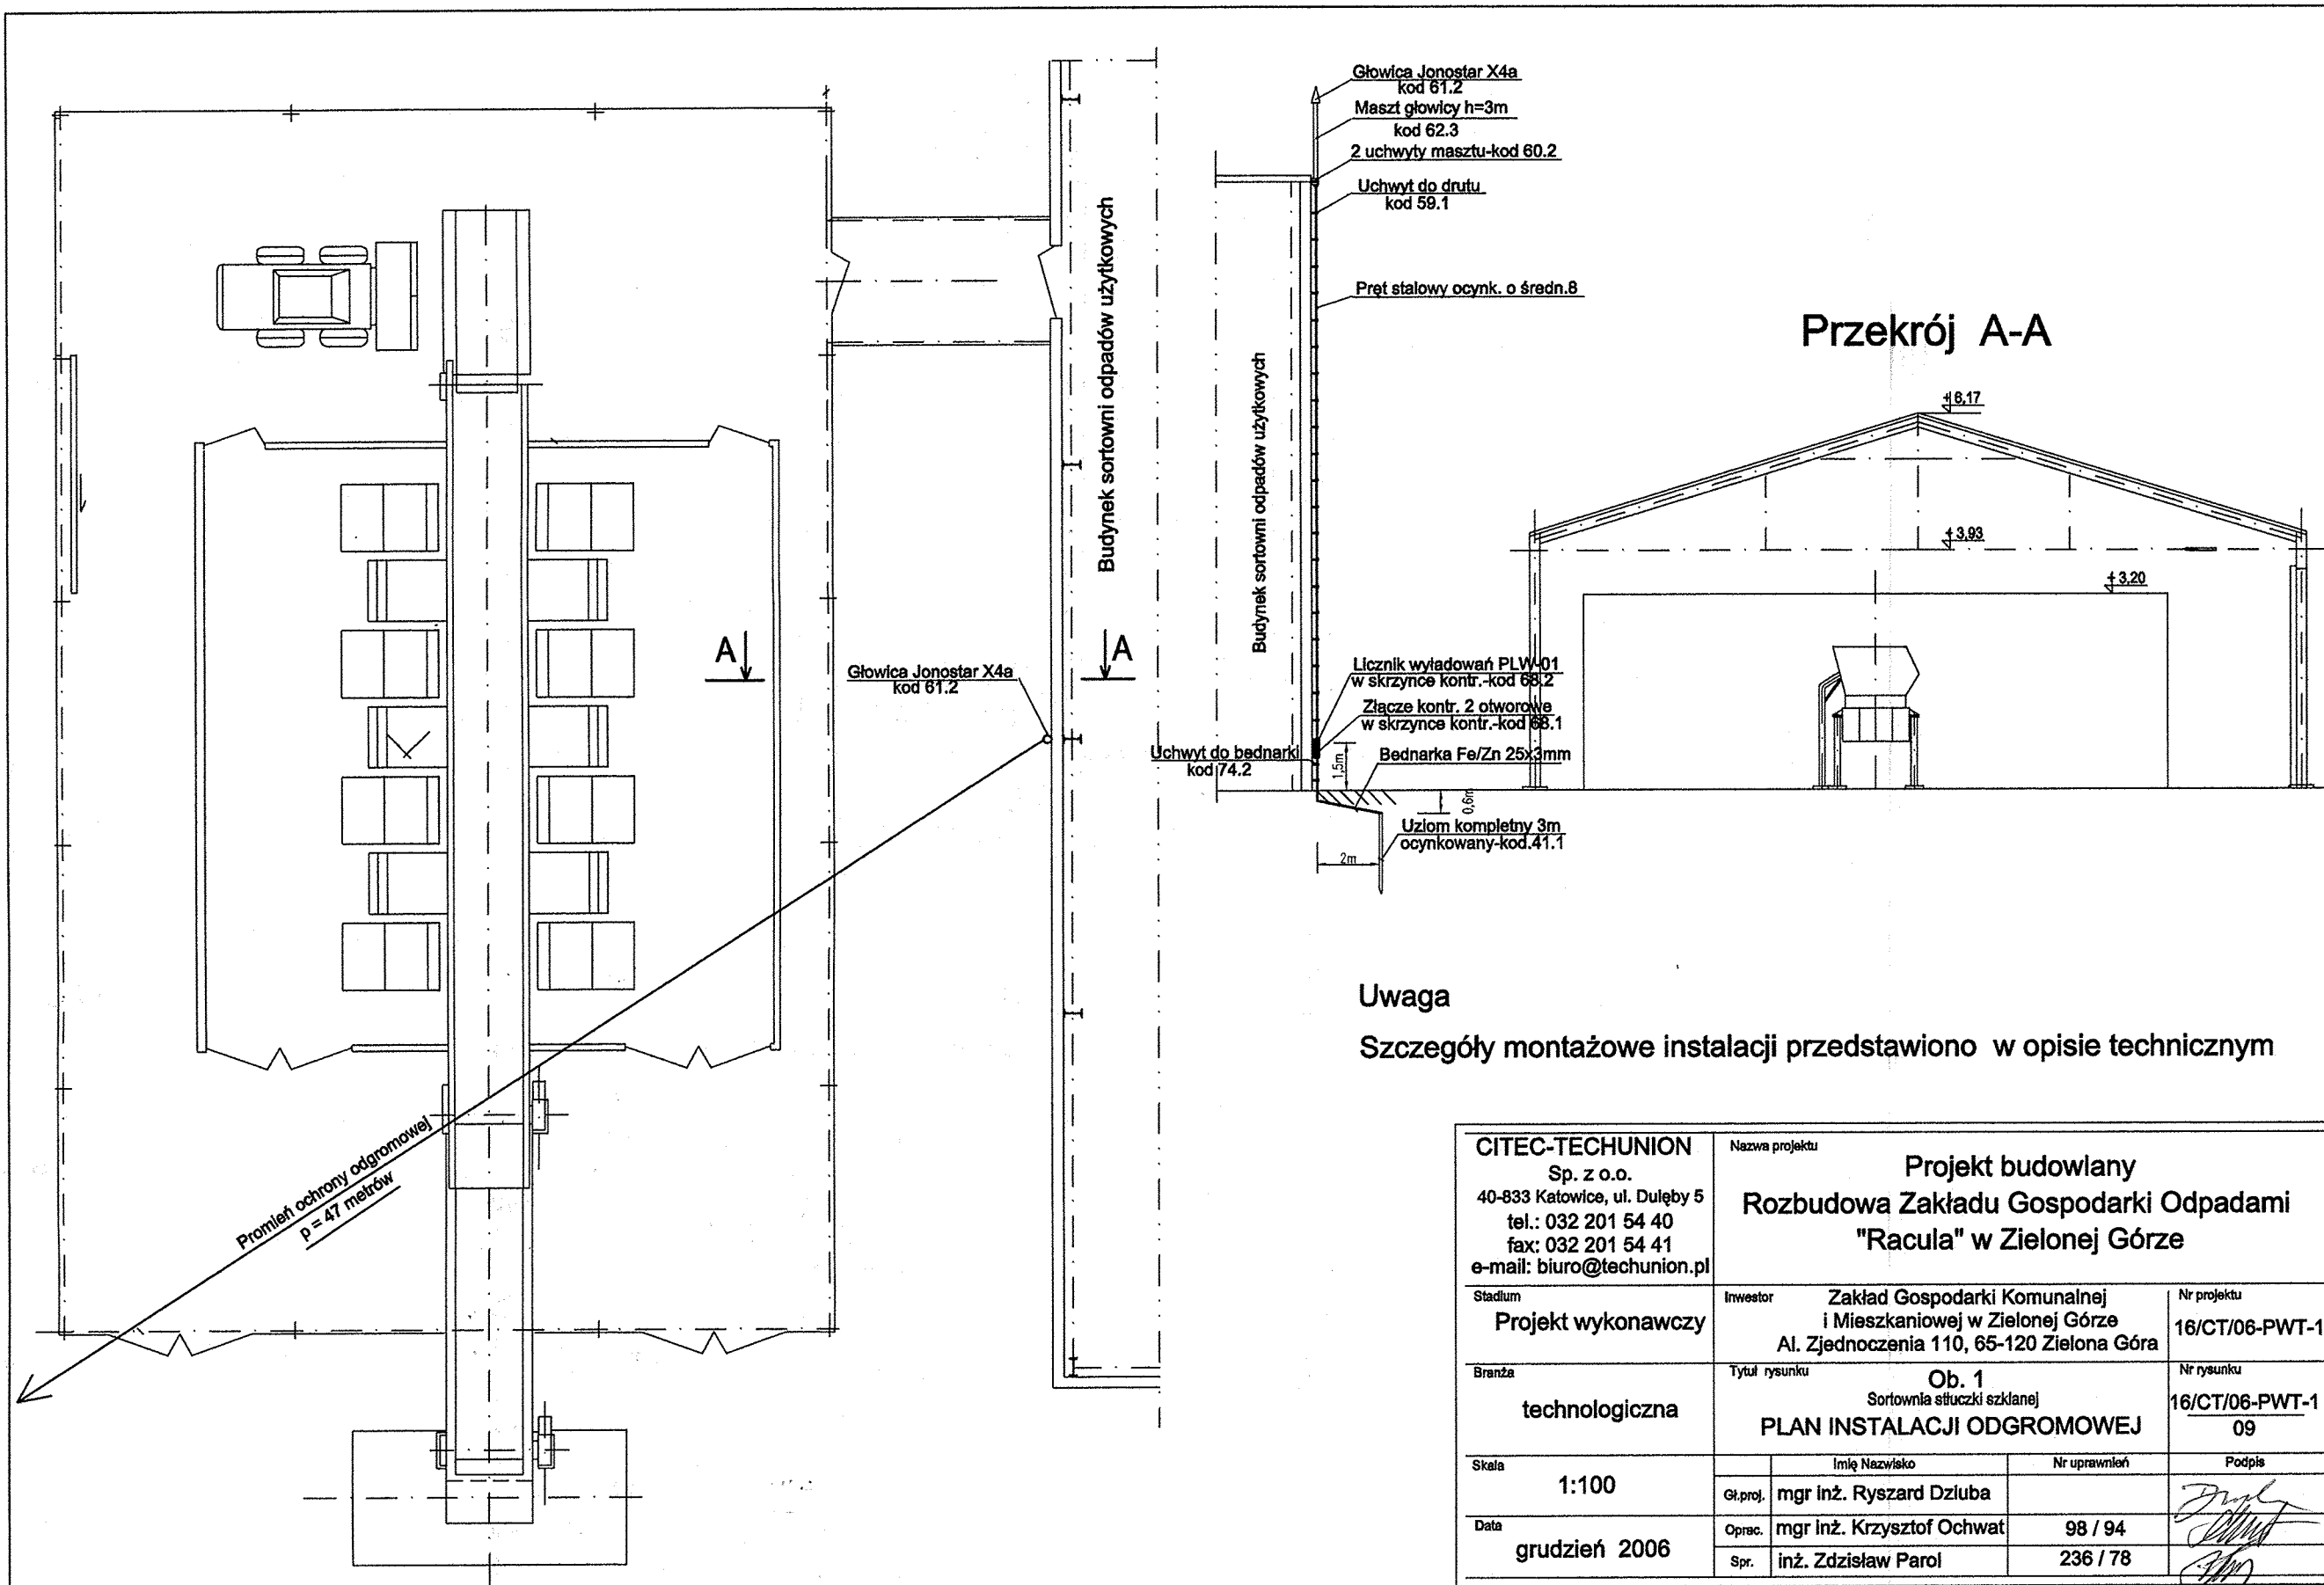 Głowica Jonostar X4a
kod 61.2
Maszt głowicy h=3m
kod 62.3
2 uchwyty masztu-kod 60.2
Uchwyt do drutu
kod 59.1
Pręt stalowy ocynk. o średn.8
Budynek sortowni odpadów użytkowych
Budynek sortowni odpadów użytkowych
Przekrój A-A
+6,17
+3,93
+3,20
A
A
Głowica Jonostar X4a
kod 61.2
Licznik wyładowań PLW-01
w skrzynce kontr.-kod 68.2
Złącze kontr. 2 otworowe
w skrzynce kontr.-kod 68.1
Uchwyt do bednarki
kod 74.2
1,5m
Bednarka Fe/Zn 25x3mm
0,6m
Uziom kompletny 3m
ocynkowany-kod.41.1
2m
Promień ochrony odgromowej
p = 47 metrów
Uwaga
Szczegóły montażowe instalacji przedstawiono w opisie technicznym
CITEC-TECHUNION
Sp. z o.o.
40-833 Katowice, ul. Dulęby 5
tel.: 032 201 54 40
fax: 032 201 54 41
e-mail: biuro@techunion.pl
Nazwa projektu
Projekt budowlany
Rozbudowa Zakładu Gospodarki Odpadami
"Racula" w Zielonej Górze
Stadium
Projekt wykonawczy
Inwestor
Zakład Gospodarki Komunalnej
i Mieszkaniowej w Zielonej Górze
Al. Zjednoczenia 110, 65-120 Zielona Góra
Nr projektu
16/CT/06-PWT-1
Branża
technologiczna
Tytuł rysunku
Ob. 1
Sortownia stłuczki szklanej
PLAN INSTALACJI ODGROMOWEJ
Nr rysunku
16/CT/06-PWT-1
09
Skala
1:100
Imię Nazwisko
Nr uprawnień
Podpis
Gł.proj.
mgr inż. Ryszard Dziuba
Data
grudzień 2006
Oprac.
mgr inż. Krzysztof Ochwat
98 / 94
Spr.
inż. Zdzisław Parol
236 / 78